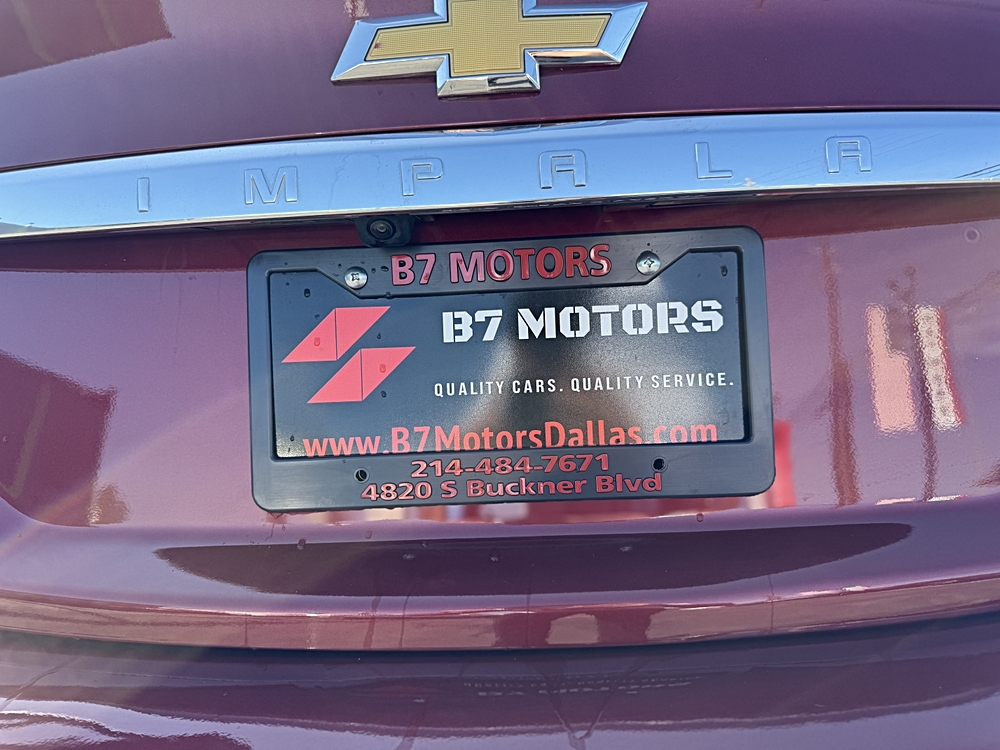 IMPALA
B7 MOTORS
B7 MOTORS
QUALITY CARS. QUALITY SERVICE.
www.B7MotorsDallas.com
214-484-7671
4820 S Buckner Blvd